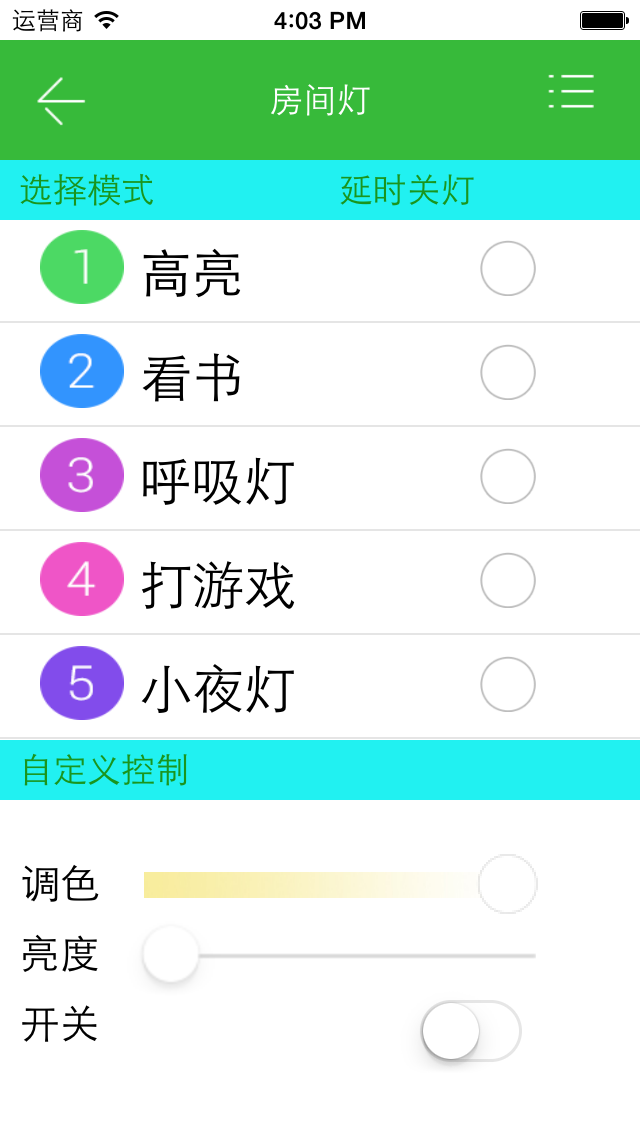 运营商 4:03 PM
房间灯
选择模式 延时关灯
1 高亮
2 看书
3 呼吸灯
4 打游戏
5 小夜灯
自定义控制
调色
亮度
开关